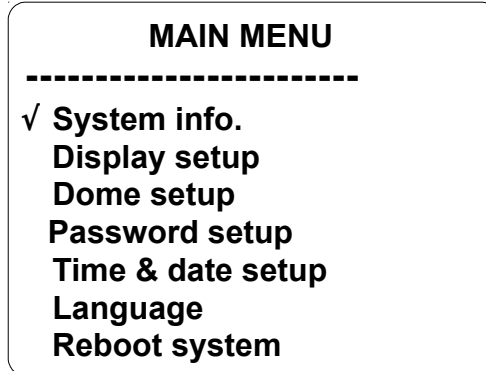 MAIN MENU
------------------------
√ System info.
Display setup
Dome setup
Password setup
Time & date setup
Language
Reboot system